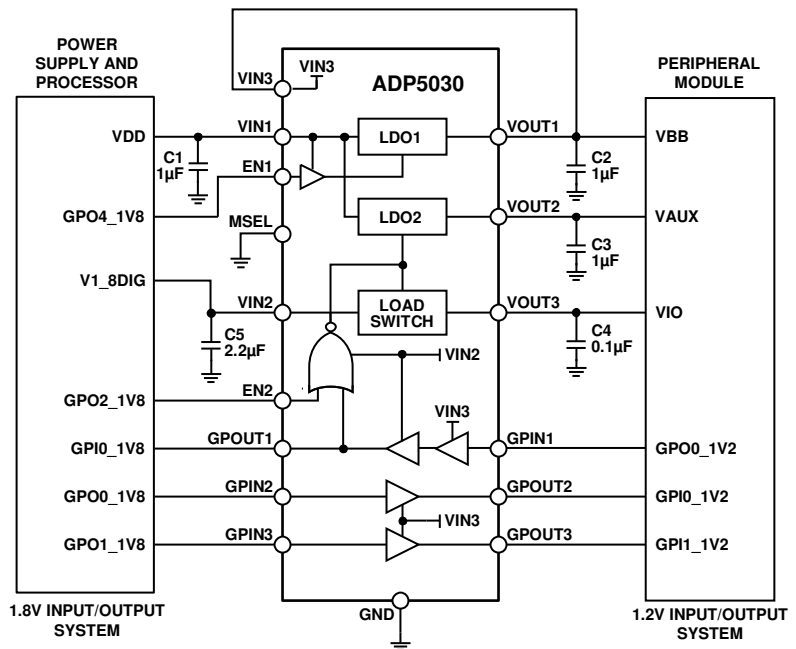 POWER
SUPPLY AND
PROCESSOR
VDD
GPO4_1V8
V1_8DIG
GPO2_1V8
GPI0_1V8
GPO0_1V8
GPO1_1V8
1.8V INPUT/OUTPUT
SYSTEM
C1
1µF
C5
2.2µF
VIN3
VIN1
EN1
MSEL
VIN2
EN2
GPOUT1
GPIN2
GPIN3
GND
ADP5030
VIN3
LDO1
LDO2
LOAD
SWITCH
VIN2
VIN3
VIN3
VOUT1
VOUT2
VOUT3
GPIN1
GPOUT2
GPOUT3
C2
1µF
C3
1µF
C4
0.1µF
PERIPHERAL
MODULE
VBB
VAUX
VIO
GPO0_1V2
GPI0_1V2
GPI1_1V2
1.2V INPUT/OUTPUT
SYSTEM